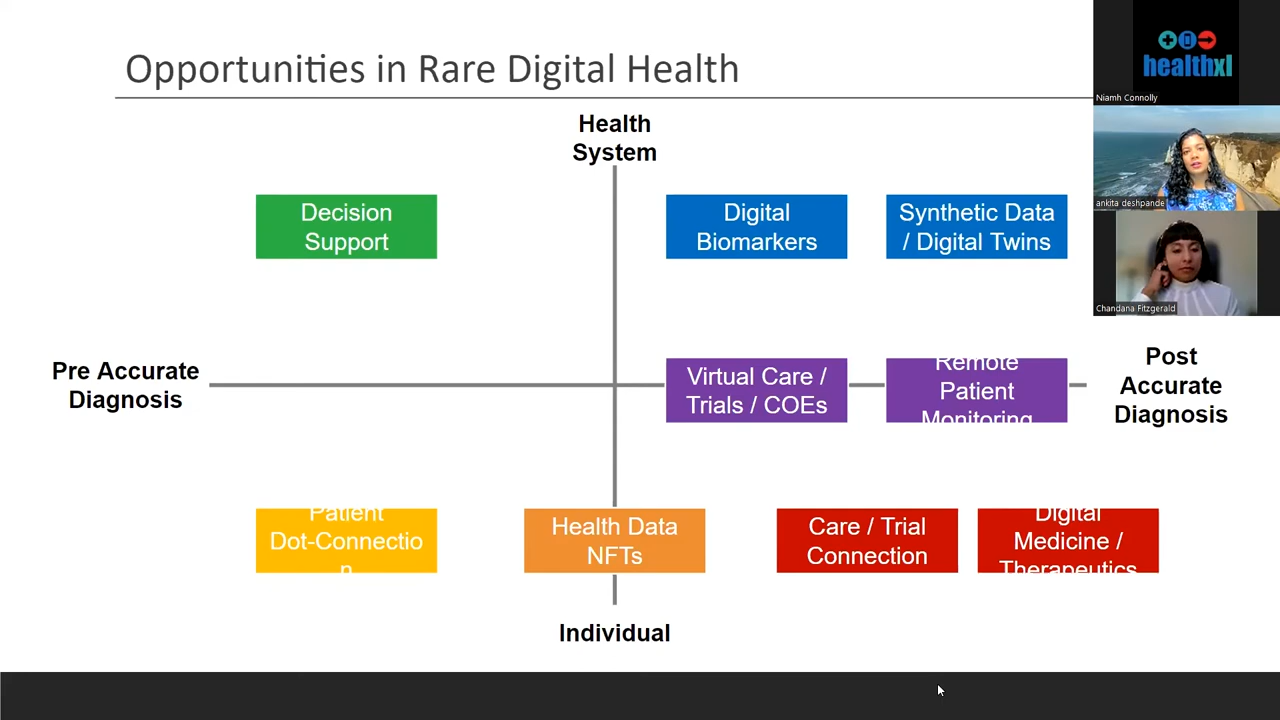 Opportunities in Rare Digital Health
healthxl
Niamh Connolly
ankita deshpande
Chandana Fitzgerald
Health
System
Decision
Support
Digital
Biomarkers
Synthetic Data
/ Digital Twins
Pre Accurate
Diagnosis
Virtual Care /
Trials / COEs
Remote
Patient
Monitoring
Post
Accurate
Diagnosis
Patient
Dot-Connectio
n
Health Data
NFTs
Care / Trial
Connection
Digital
Medicine /
Therapeutics
Individual